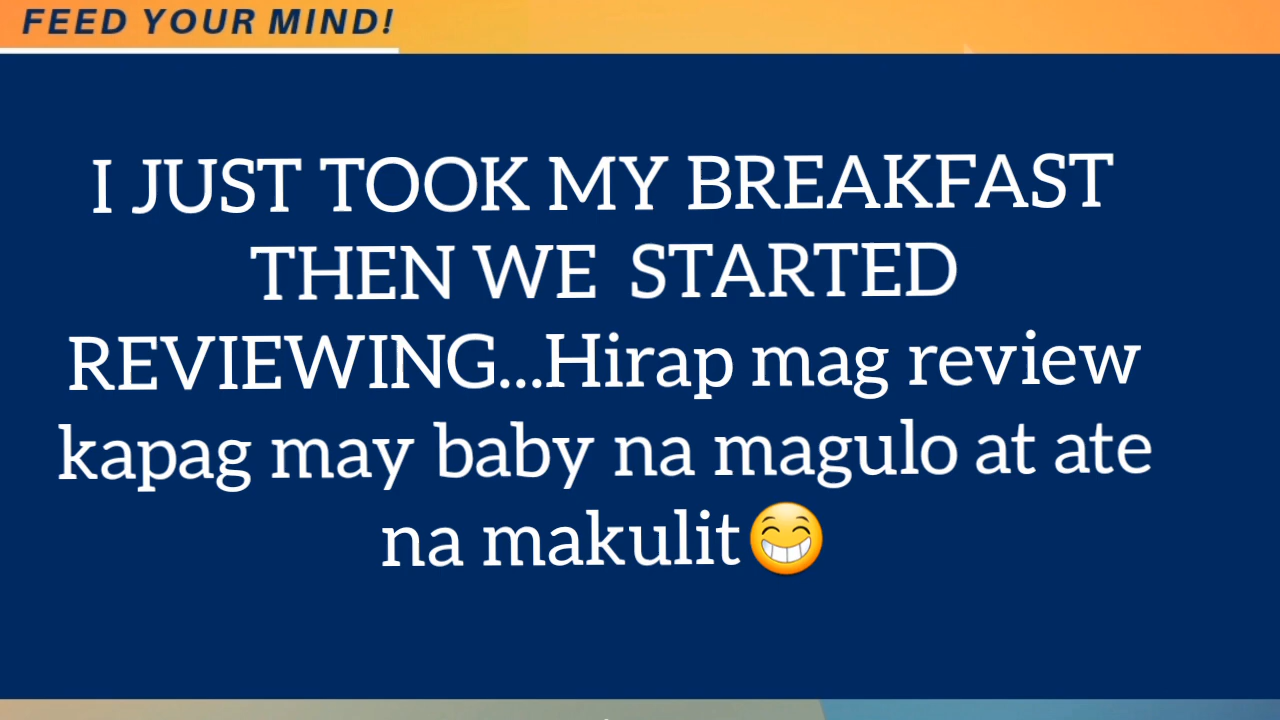 FEED YOUR MIND!
I JUST TOOK MY BREAKFAST
THEN WE STARTED
REVIEWING...Hirap mag review
kapag may baby na magulo at ate
na makulit😁